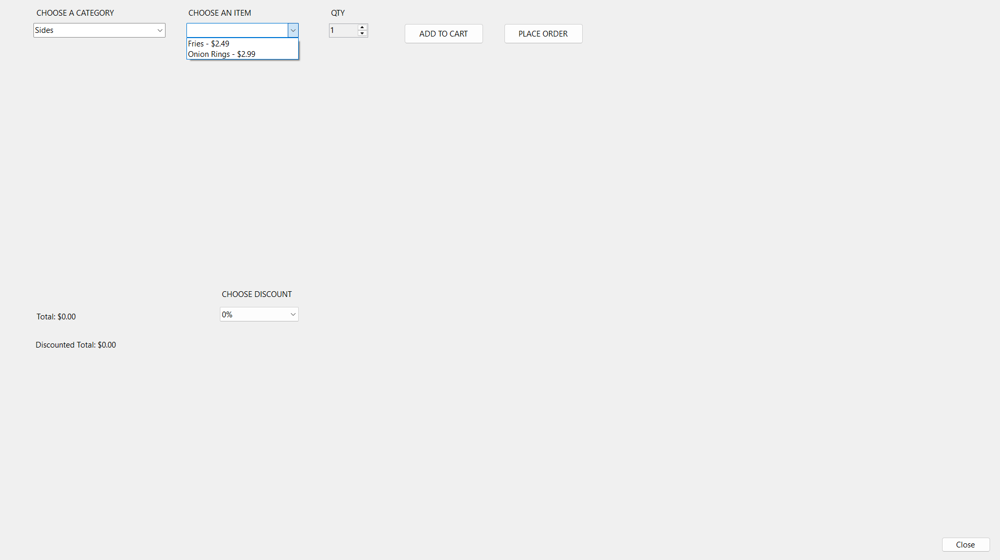 CHOOSE A CATEGORY
CHOOSE AN ITEM
QTY
Sides
1
ADD TO CART
PLACE ORDER
Fries - $2.49
Onion Rings - $2.99
CHOOSE DISCOUNT
0%
Total: $0.00
Discounted Total: $0.00
Close